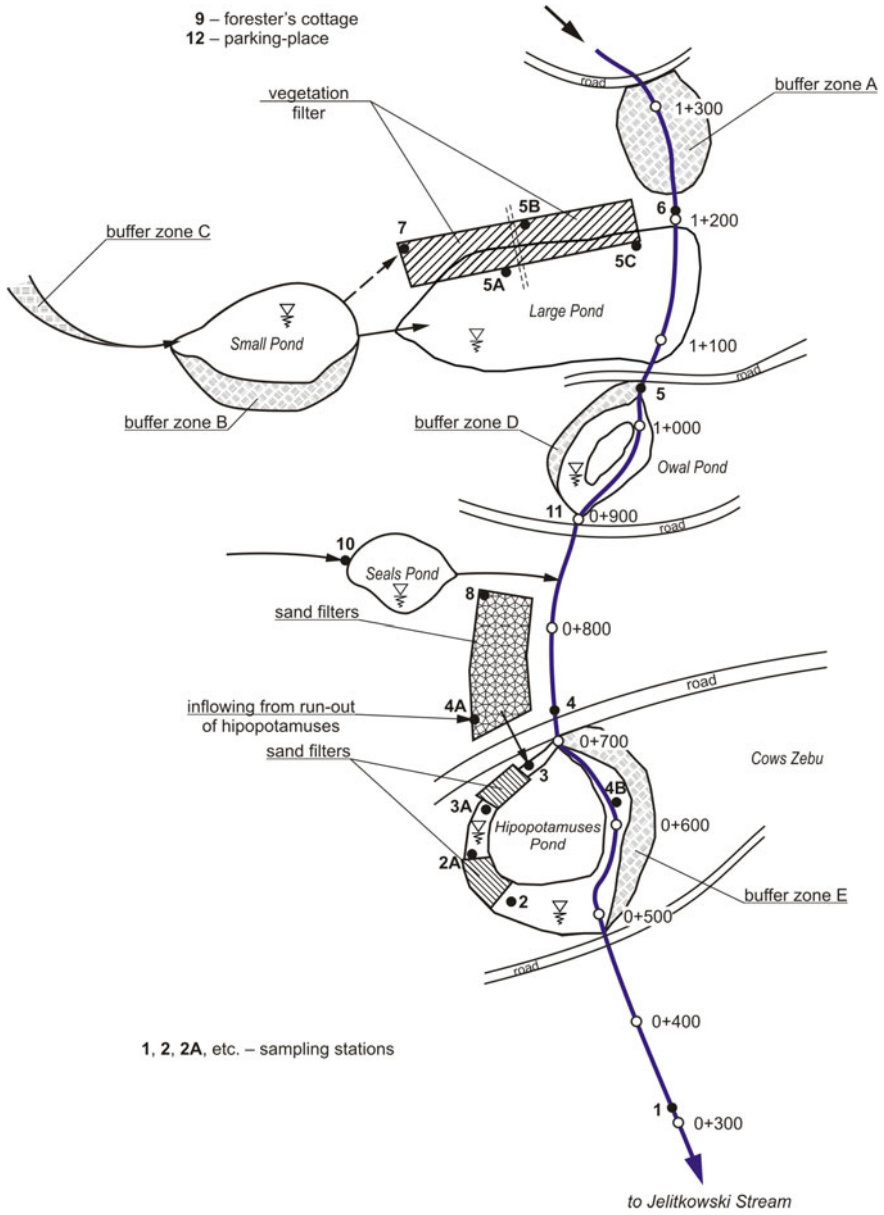 9 – forester's cottage
12 – parking-place
road
buffer zone A
vegetation
filter
1+300
6
1+200
5B
7
buffer zone C
5C
5A
Large Pond
Small Pond
1+100
road
5
buffer zone B
buffer zone D
1+000
Owal Pond
11
0+900
road
10
Seals Pond
8
sand filters
0+800
4
road
4A
inflowing from run-out
of hipopotamuses
0+700
sand filters
3
Cows Zebu
4B
3A
Hipopotamuses
Pond
0+600
2A
2
buffer zone E
0+500
road
0+400
1, 2, 2A, etc. – sampling stations
1
0+300
to Jelitkowski Stream